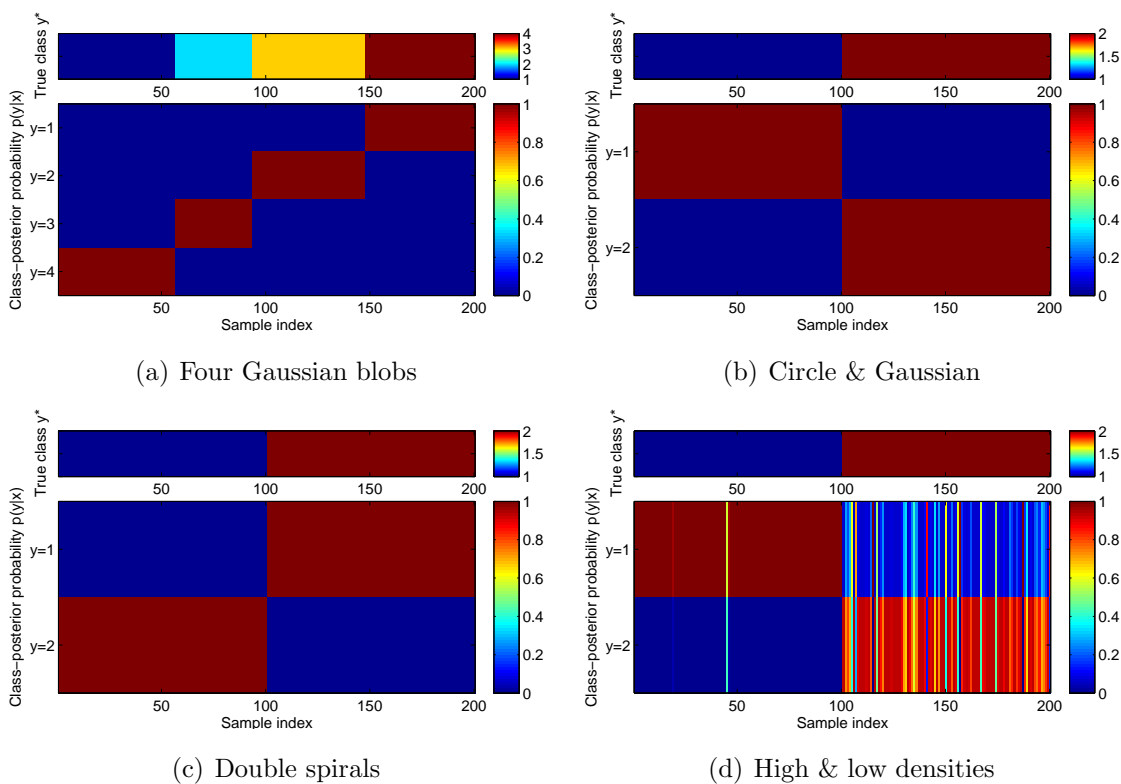 True class y*
50 100 150 200
4
3
2
2
1
Class−posterior probability p(y|x)
y=1
y=2
y=3
y=4
50 100 150 200
Sample index
1
0.8
0.6
0.4
0.2
0
(a) Four Gaussian blobs
True class y*
50 100 150 200
2
1.5
1
Class−posterior probability p(y|x)
y=1
y=2
50 100 150 200
Sample index
1
0.8
0.6
0.4
0.2
0
(b) Circle & Gaussian
True class y*
50 100 150 200
2
1.5
1
Class−posterior probability p(y|x)
y=1
y=2
50 100 150 200
Sample index
1
0.8
0.6
0.4
0.2
0
(c) Double spirals
True class y*
50 100 150 200
2
1.5
1
Class−posterior probability p(y|x)
y=1
y=2
50 100 150 200
Sample index
1
0.8
0.6
0.4
0.2
0
(d) High & low densities